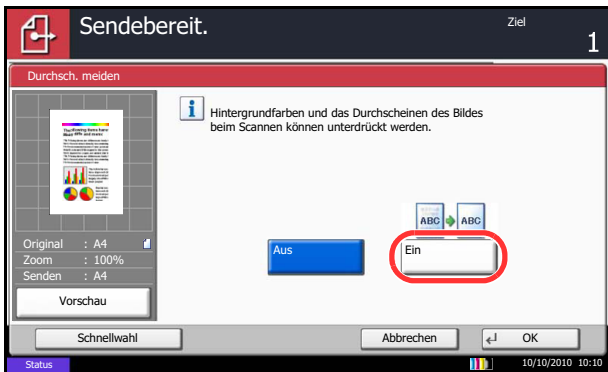 Sendebereit.
Ziel
1
Durchsch. meiden
Hintergrundfarben und das Durchscheinen des Bildes
beim Scannen können unterdrückt werden.
ABC ABC
Aus
Ein
Original : A4
Zoom : 100%
Senden : A4
Vorschau
Schnellwahl
Abbrechen
OK
Status
10/10/2010 10:10